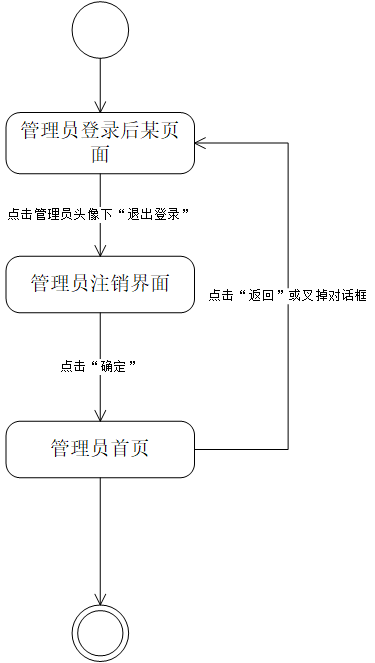 管理员登录后某页
面
点击管理员头像下“退出登录”
管理员注销界面
点击“返回”或叉掉对话框
点击“确定”
管理员首页